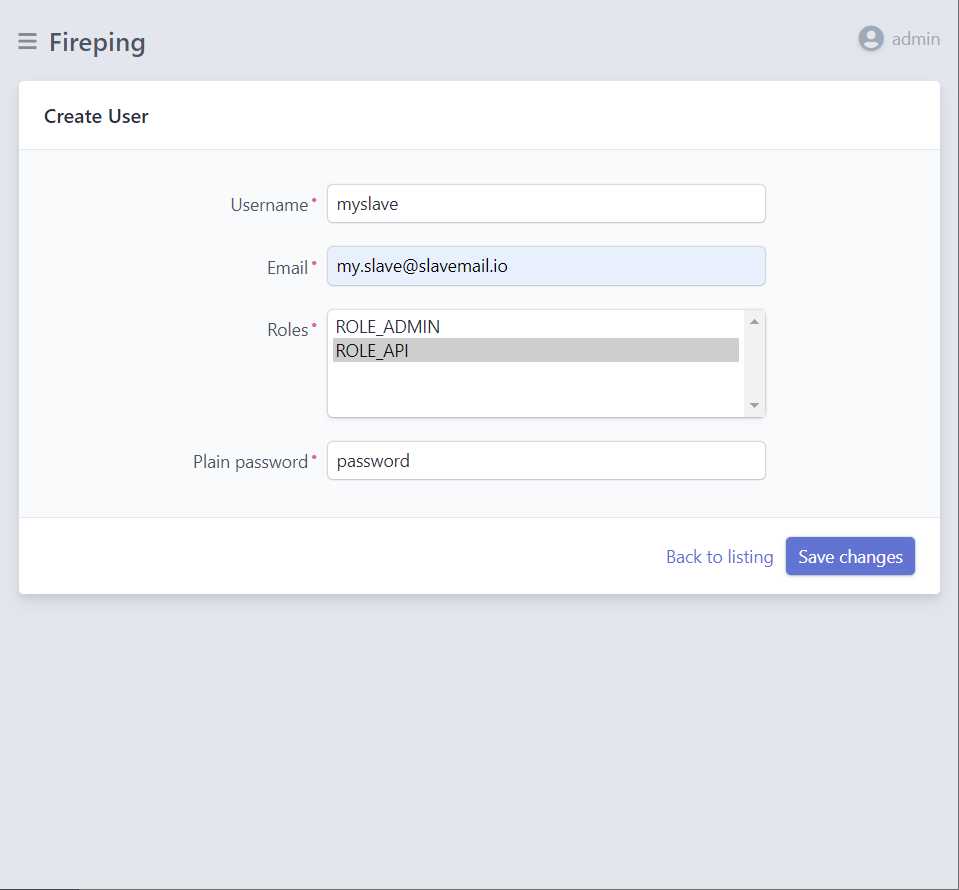 Fireping
admin
Create User
Username*
myslave
Email*
my.slave@slavemail.io
Roles*
ROLE_ADMIN
ROLE_API
Plain password*
password
Back to listing
Save changes